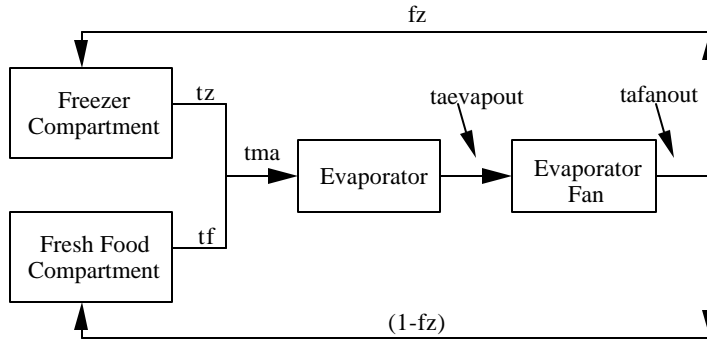 fz
Freezer
Compartment
tz
taevapout
tafanout
tma
Evaporator
Evaporator
Fan
Fresh Food
Compartment
tf
(1-fz)